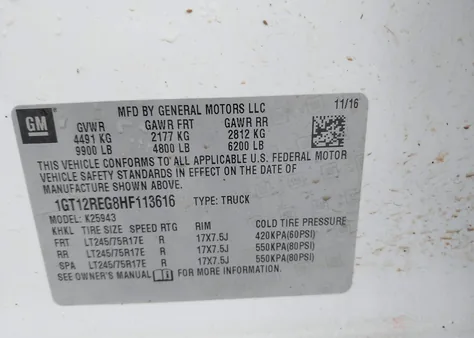 MFD BY GENERAL MOTORS LLC 11/16
GM
GVWR GAWR FRT GAWR RR
4491 KG 2177 KG 2812 KG
9900 LB 4800 LB 6200 LB
THIS VEHICLE CONFORMS TO ALL APPLICABLE U.S. FEDERAL MOTOR
VEHICLE SAFETY STANDARDS IN EFFECT ON THE DATE OF
MANUFACTURE SHOWN ABOVE.
1GT12REG8HF113616 TYPE: TRUCK
MODEL: K25943
KHKL TIRE SIZE SPEED RTG RIM COLD TIRE PRESSURE
FRT LT245/75R17E R 17X7.5J 420KPA(60PSI)
RR LT245/75R17E R 17X7.5J 550KPA(80PSI)
SPA LT245/75R17E R 17X7.5J 550KPA(80PSI)
SEE OWNER'S MANUAL FOR MORE INFORMATION